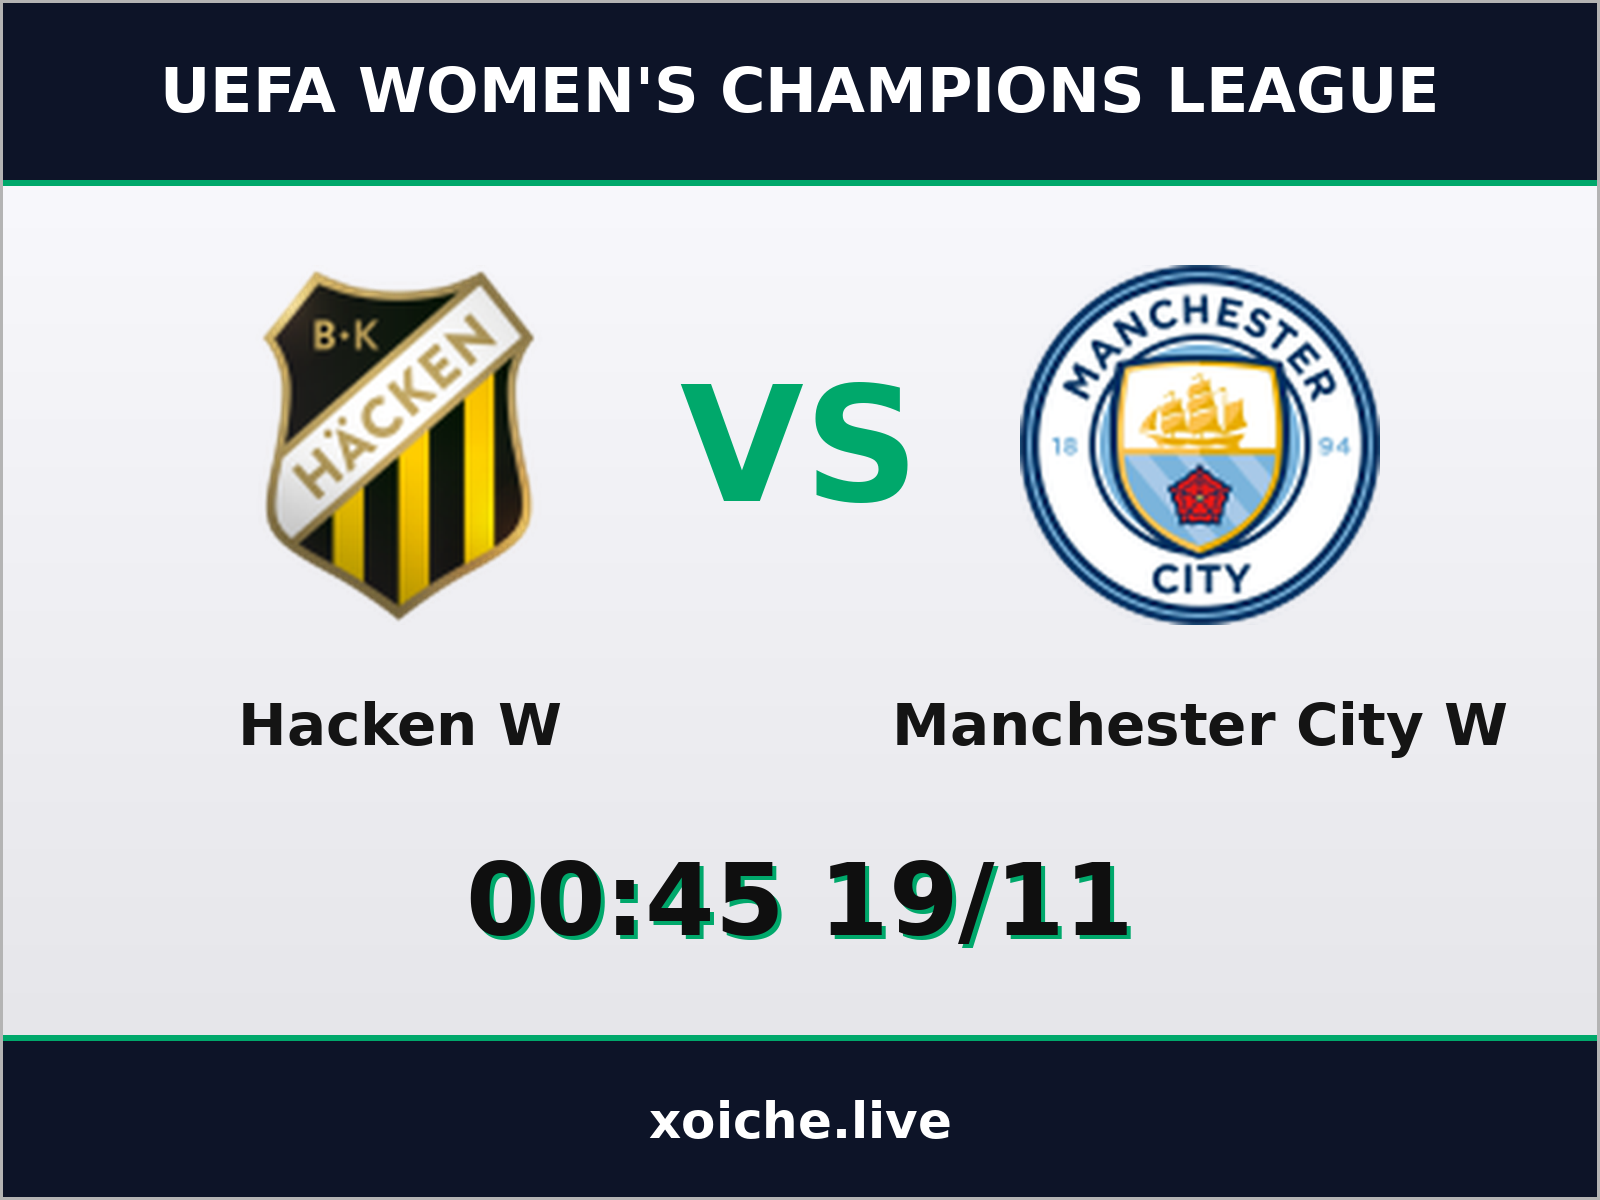 UEFA WOMEN'S CHAMPIONS LEAGUE
B·K
HÄCKEN
VS
MANCHESTER
18 94
CITY
Hacken W
Manchester City W
00:45 19/11
xoiche.live